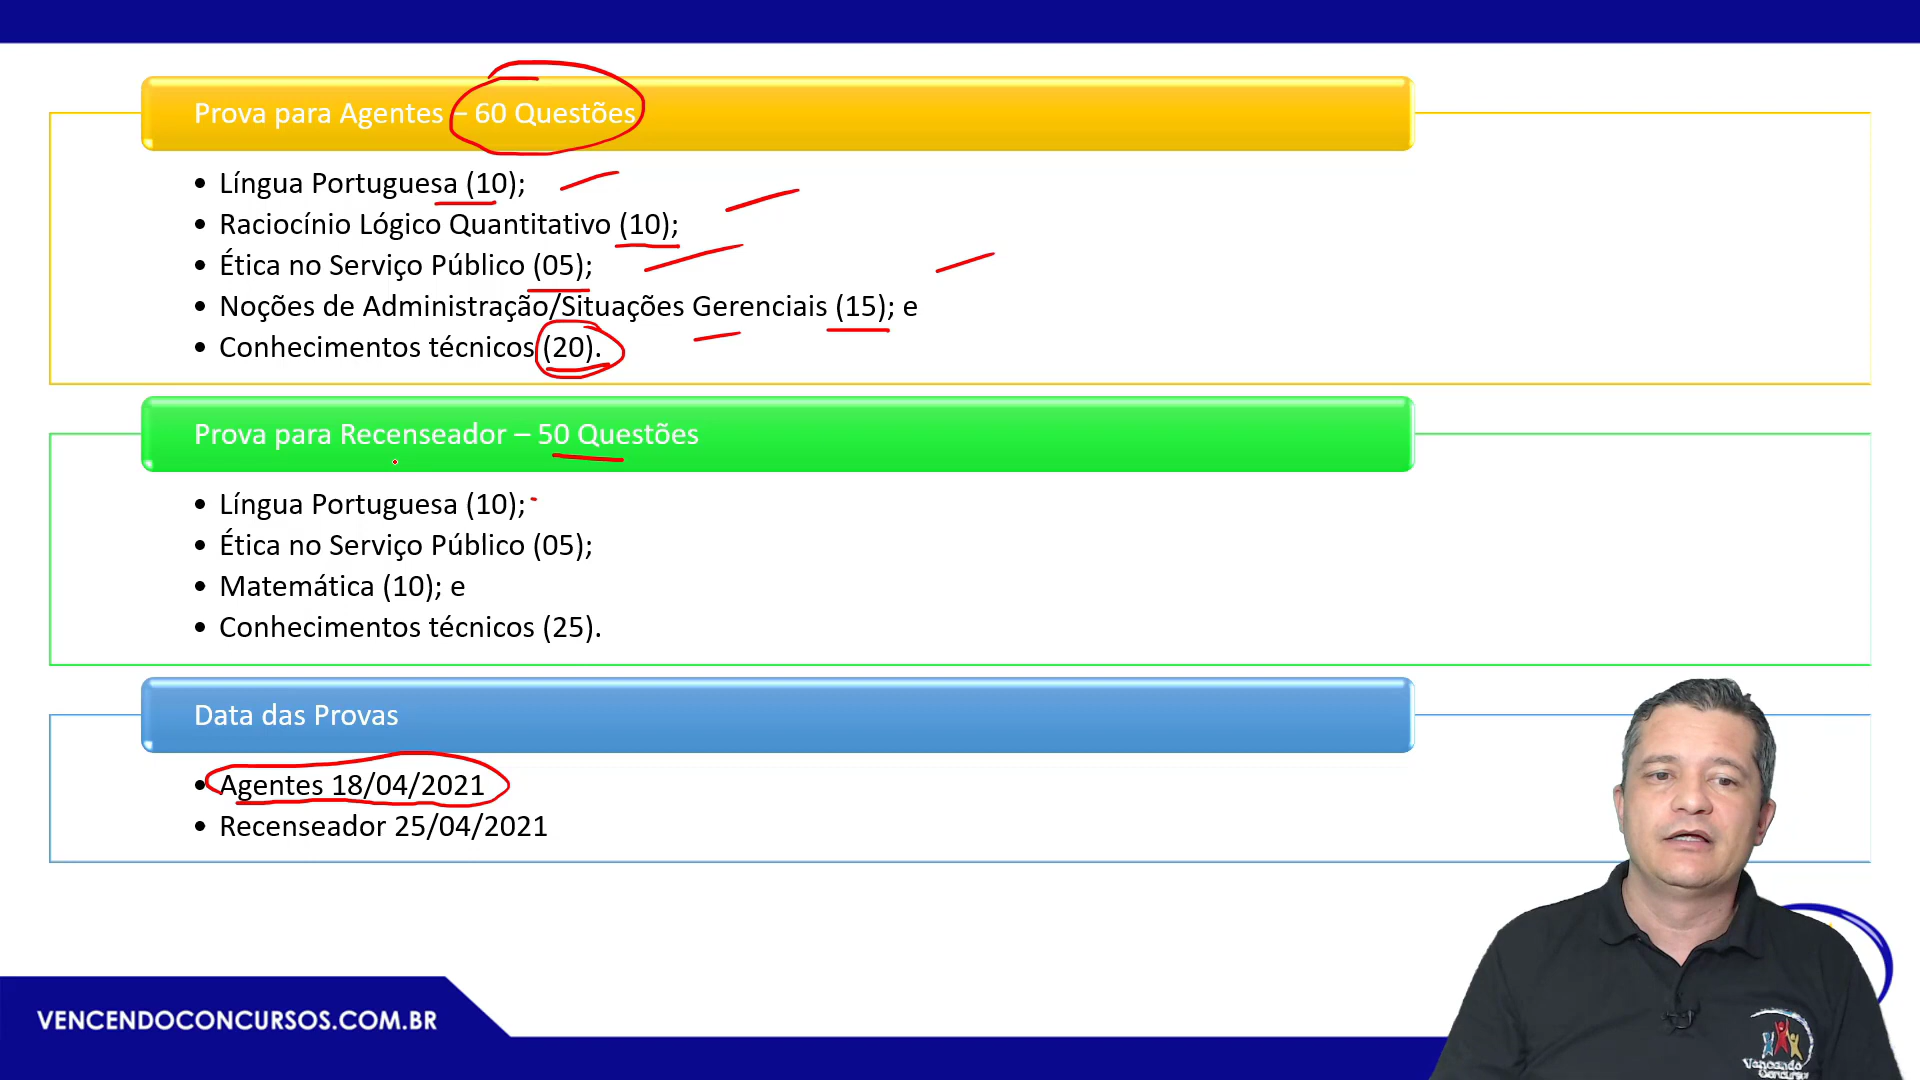 Prova para Agentes – 60 Questões
• Língua Portuguesa (10);
• Raciocínio Lógico Quantitativo (10);
• Ética no Serviço Público (05);
• Noções de Administração/Situações Gerenciais (15); e
• Conhecimentos técnicos (20).
Prova para Recenseador – 50 Questões
• Língua Portuguesa (10);
• Ética no Serviço Público (05);
• Matemática (10); e
• Conhecimentos técnicos (25).
Data das Provas
• Agentes 18/04/2021
• Recenseador 25/04/2021
VENCENDOCONCURSOS.COM.BR
Vencendo
Concursos